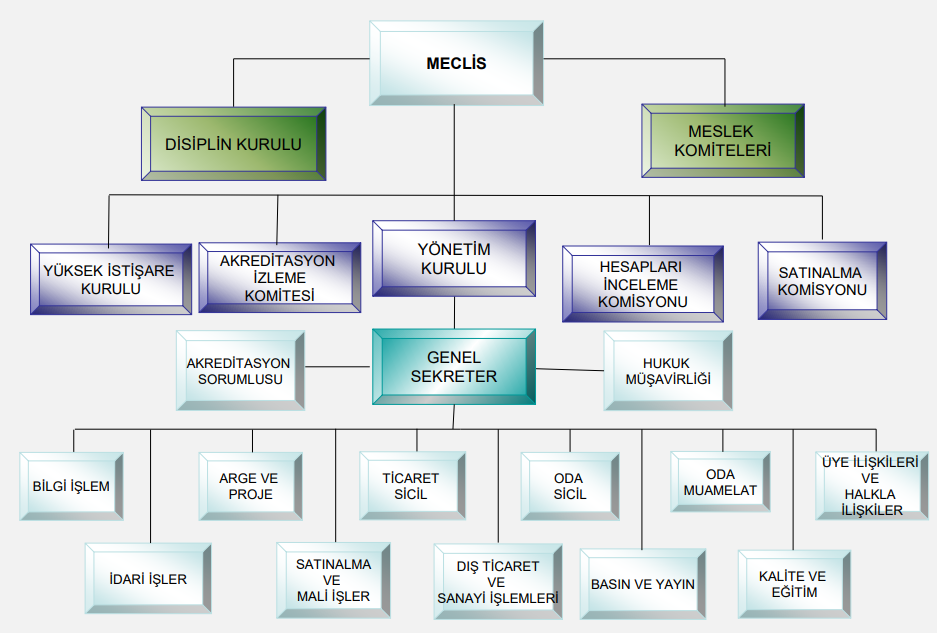 MECLİS
DİSİPLİN KURULU
MESLEK
KOMİTELERİ
YÜKSEK İSTİŞARE
KURULU
AKREDİTASYON
İZLEME
KOMİTESİ
YÖNETİM
KURULU
HESAPLARI
İNCELEME
KOMİSYONU
SATINALMA
KOMİSYONU
AKREDİTASYON
SORUMLUSU
GENEL
SEKRETER
HUKUK
MÜŞAVİRLİĞİ
BİLGİ İŞLEM
ARGE VE
PROJE
TİCARET
SİCİL
ODA
SİCİL
ODA
MUAMELAT
ÜYE İLİŞKİLERİ
VE
HALKLA
İLİŞKİLER
İDARİ İŞLER
SATINALMA
VE
MALİ İŞLER
DIŞ TİCARET
VE
SANAYİ İŞLEMLERİ
BASIN VE YAYIN
KALİTE VE
EĞİTİM